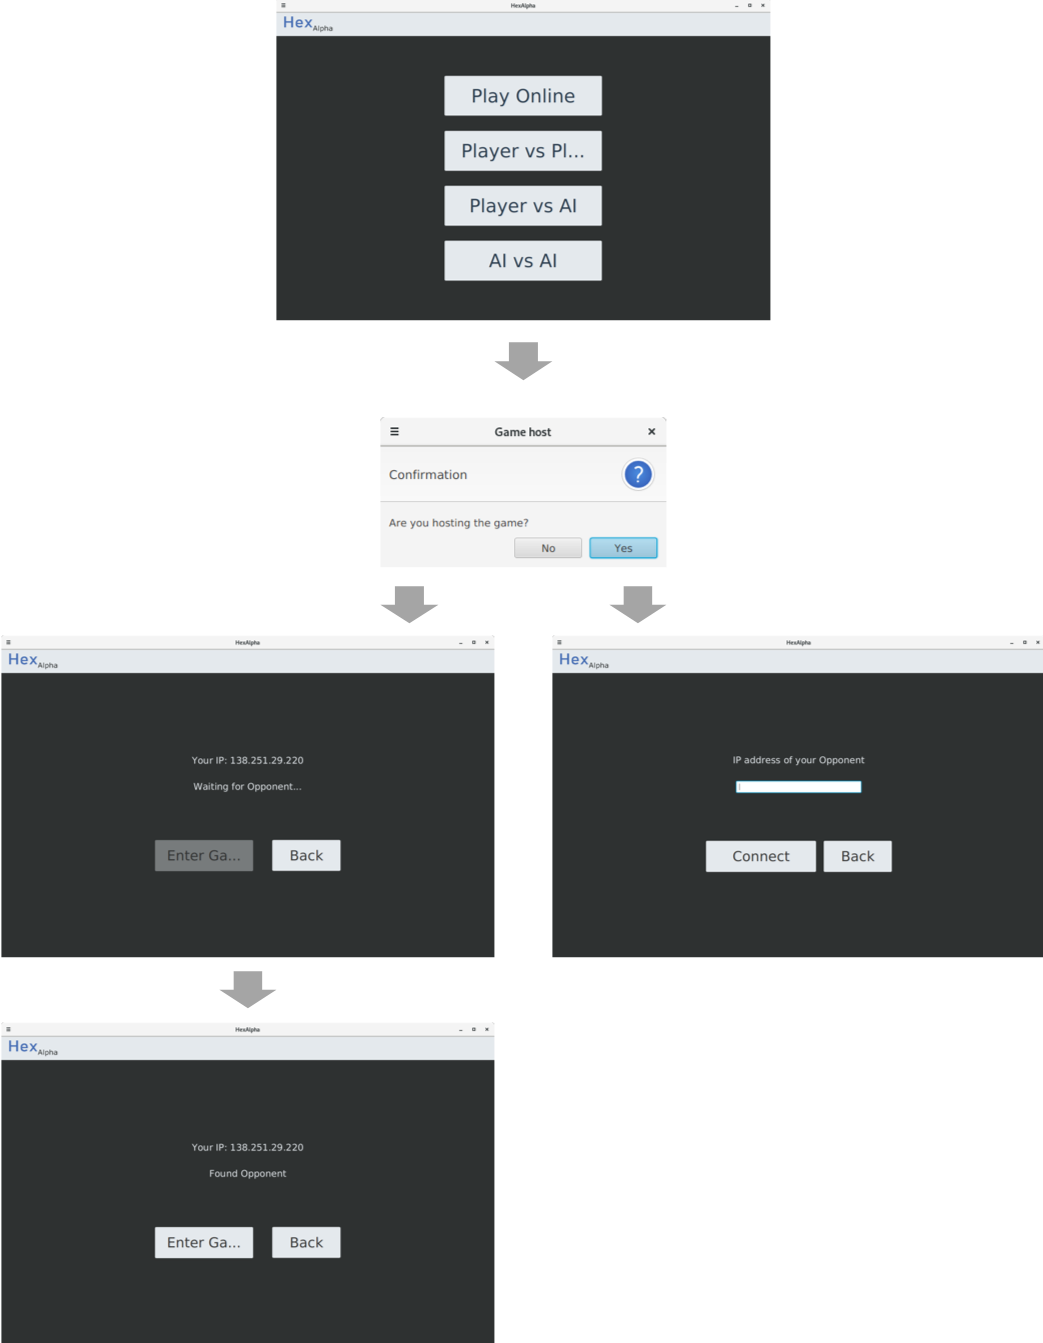 HexAlpha
Hex Alpha
Play Online
Player vs Pl...
Player vs AI
AI vs AI
Game host
Confirmation
?
Are you hosting the game?
No Yes
HexAlpha
Hex Alpha
Your IP: 138.251.29.220
Waiting for Opponent...
Enter Ga... Back
HexAlpha
Hex Alpha
IP address of your Opponent
Connect Back
HexAlpha
Hex Alpha
Your IP: 138.251.29.220
Found Opponent
Enter Ga... Back